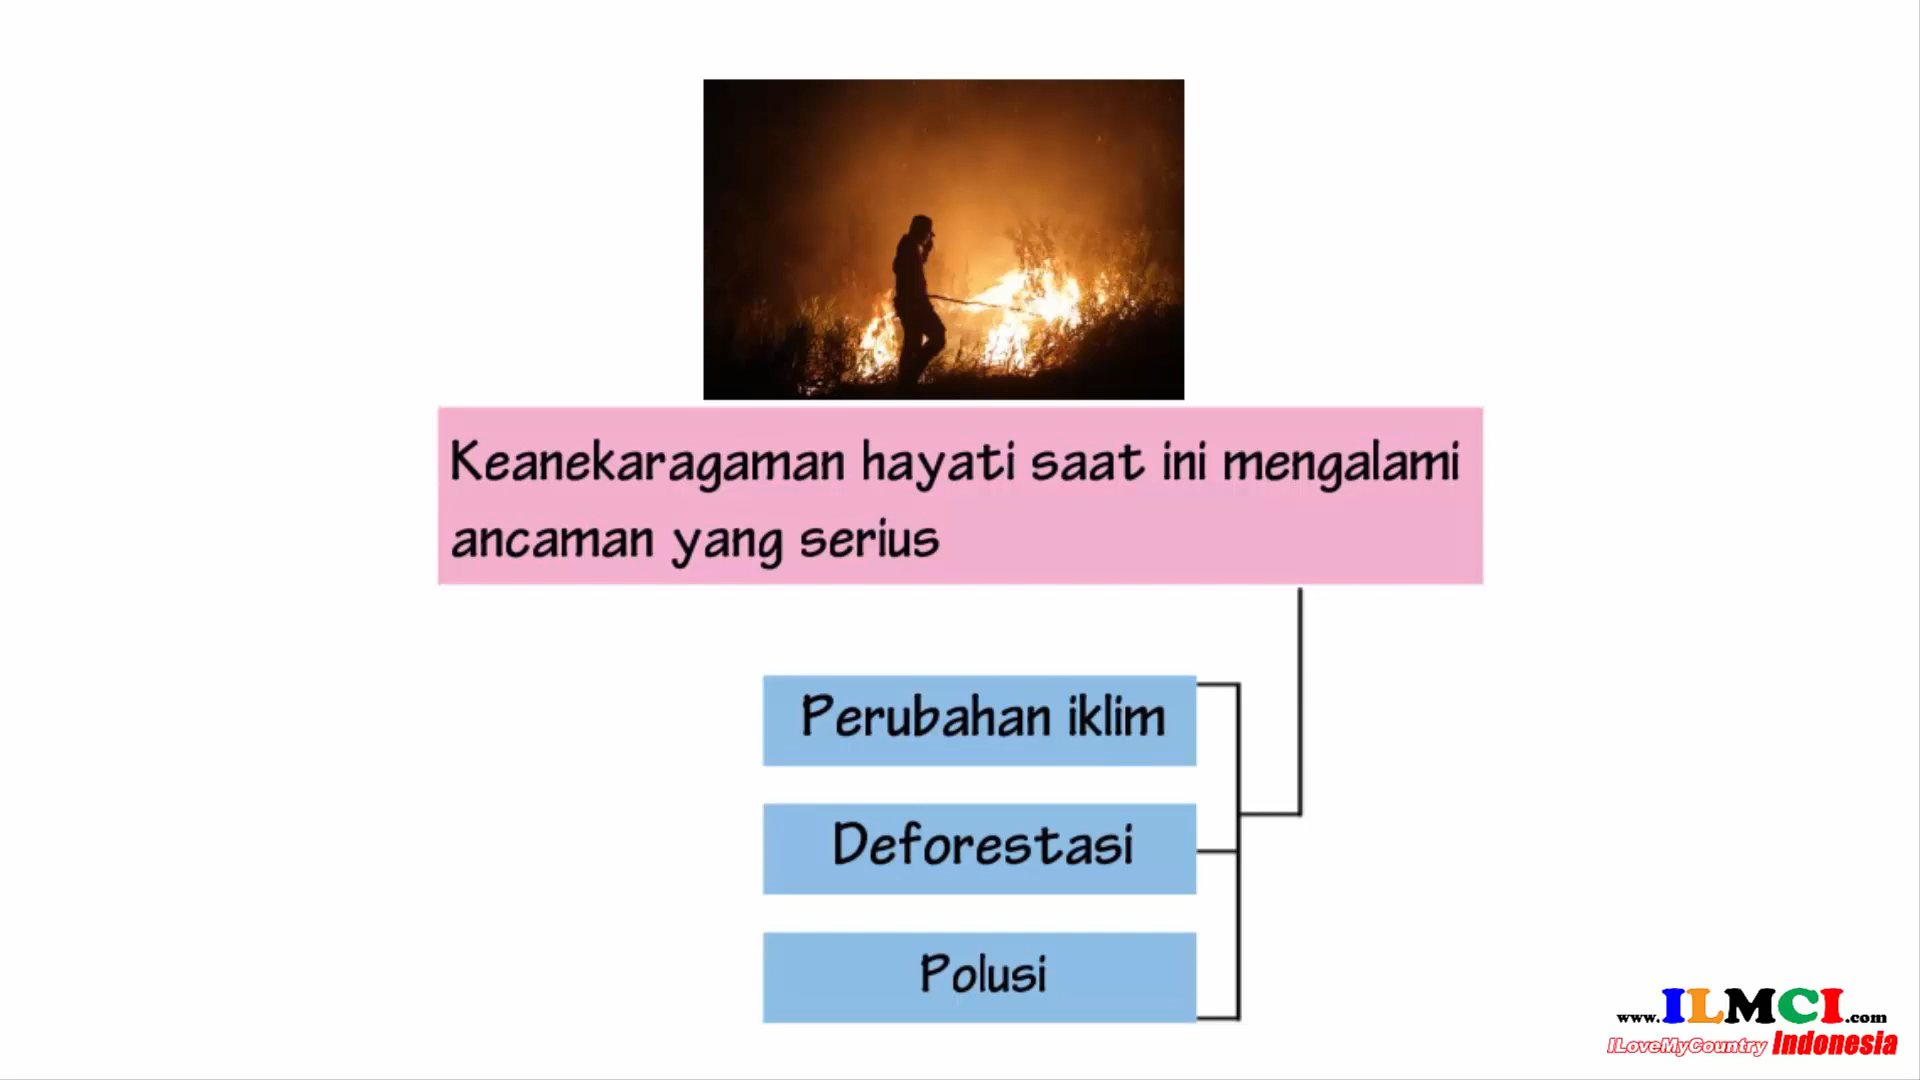 Keanekaragaman hayati saat ini mengalami
ancaman yang serius
Perubahan iklim
Deforestasi
Polusi
www.ILMCI.com
ILoveMyCountry Indonesia